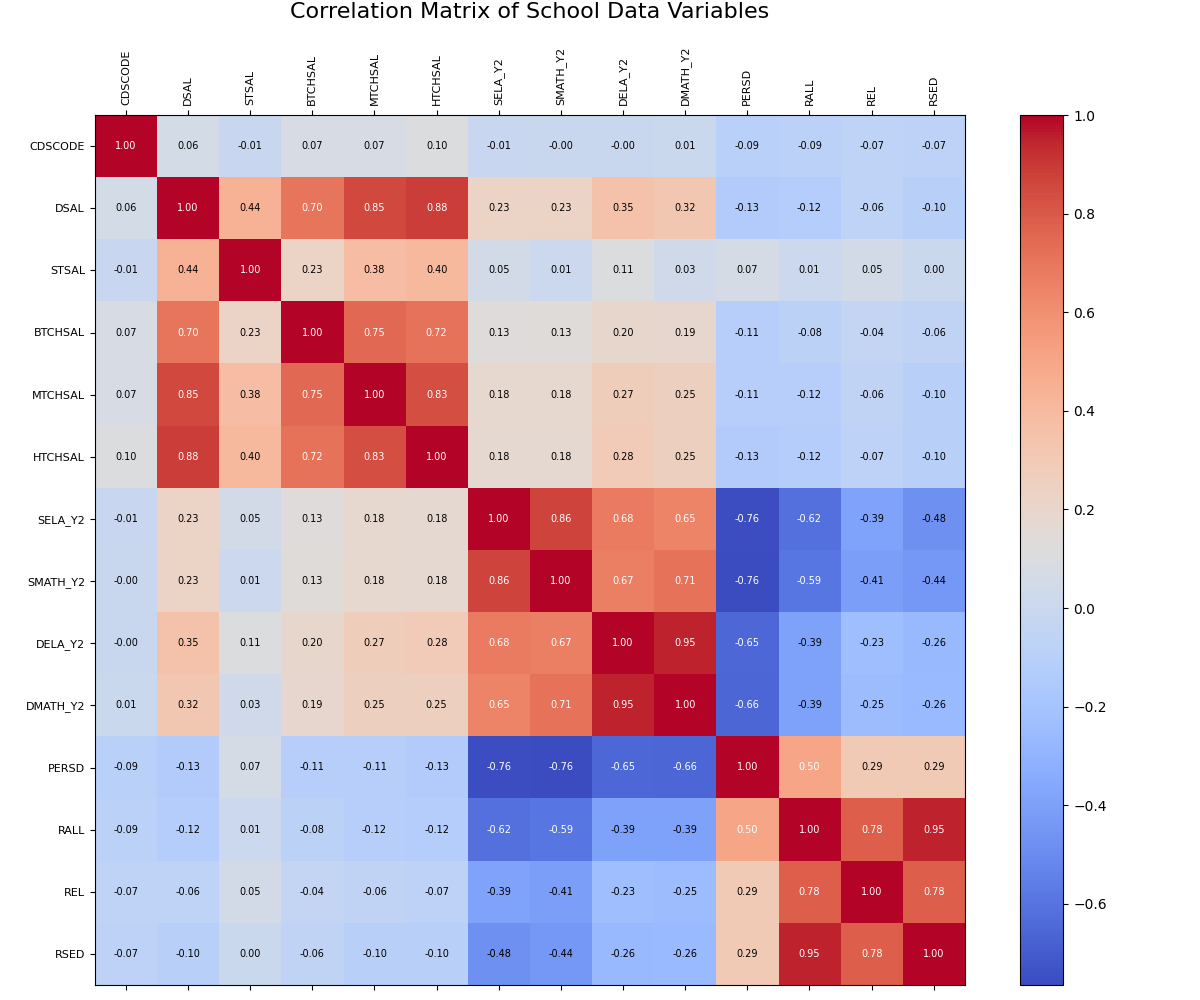 Correlation Matrix of School Data Variables
CDSCODE DSAL STSAL BTCHSAL MTCHSAL HTCHSAL SELA_Y2 SMATH_Y2 DELA_Y2 DMATH_Y2 PERSD RALL REL RSED
CDSCODE 1.00 0.06 -0.01 0.07 0.07 0.10 -0.01 -0.00 -0.00 0.01 -0.09 -0.09 -0.07 -0.07
DSAL 0.06 1.00 0.44 0.70 0.85 0.88 0.23 0.23 0.35 0.32 -0.13 -0.12 -0.06 -0.10
STSAL -0.01 0.44 1.00 0.23 0.38 0.40 0.05 0.01 0.11 0.03 0.07 0.01 0.05 0.00
BTCHSAL 0.07 0.70 0.23 1.00 0.75 0.72 0.13 0.13 0.20 0.19 -0.11 -0.08 -0.04 -0.06
MTCHSAL 0.07 0.85 0.38 0.75 1.00 0.83 0.18 0.18 0.27 0.25 -0.11 -0.12 -0.06 -0.10
HTCHSAL 0.10 0.88 0.40 0.72 0.83 1.00 0.18 0.18 0.28 0.25 -0.13 -0.12 -0.07 -0.10
SELA_Y2 -0.01 0.23 0.05 0.13 0.18 0.18 1.00 0.86 0.68 0.65 -0.76 -0.62 -0.39 -0.48
SMATH_Y2 -0.00 0.23 0.01 0.13 0.18 0.18 0.86 1.00 0.67 0.71 -0.76 -0.59 -0.41 -0.44
DELA_Y2 -0.00 0.35 0.11 0.20 0.27 0.28 0.68 0.67 1.00 0.95 -0.65 -0.39 -0.23 -0.26
DMATH_Y2 0.01 0.32 0.03 0.19 0.25 0.25 0.65 0.71 0.95 1.00 -0.66 -0.39 -0.25 -0.26
PERSD -0.09 -0.13 0.07 -0.11 -0.11 -0.13 -0.76 -0.76 -0.65 -0.66 1.00 0.50 0.29 0.29
RALL -0.09 -0.12 0.01 -0.08 -0.12 -0.12 -0.62 -0.59 -0.39 -0.39 0.50 1.00 0.78 0.95
REL -0.07 -0.06 0.05 -0.04 -0.06 -0.07 -0.39 -0.41 -0.23 -0.25 0.29 0.78 1.00 0.78
RSED -0.07 -0.10 0.00 -0.06 -0.10 -0.10 -0.48 -0.44 -0.26 -0.26 0.29 0.95 0.78 1.00
1.0
0.8
0.6
0.4
0.2
0.0
−0.2
−0.4
−0.6